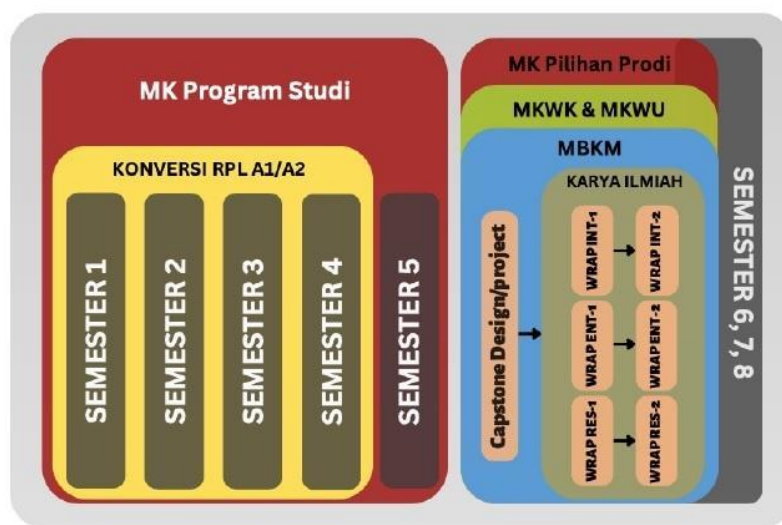 MK Program Studi
KONVERSI RPL A1/A2
SEMESTER 1
SEMESTER 2
SEMESTER 3
SEMESTER 4
SEMESTER 5
MK Pilihan Prodi
MKWK & MKWU
MBKM
KARYA ILMIAH
Capstone Design/project
WRAP INT-1
WRAP INT-2
WRAP ENT-1
WRAP ENT-2
WRAP RES-1
WRAP RES-2
SEMESTER 6, 7, 8